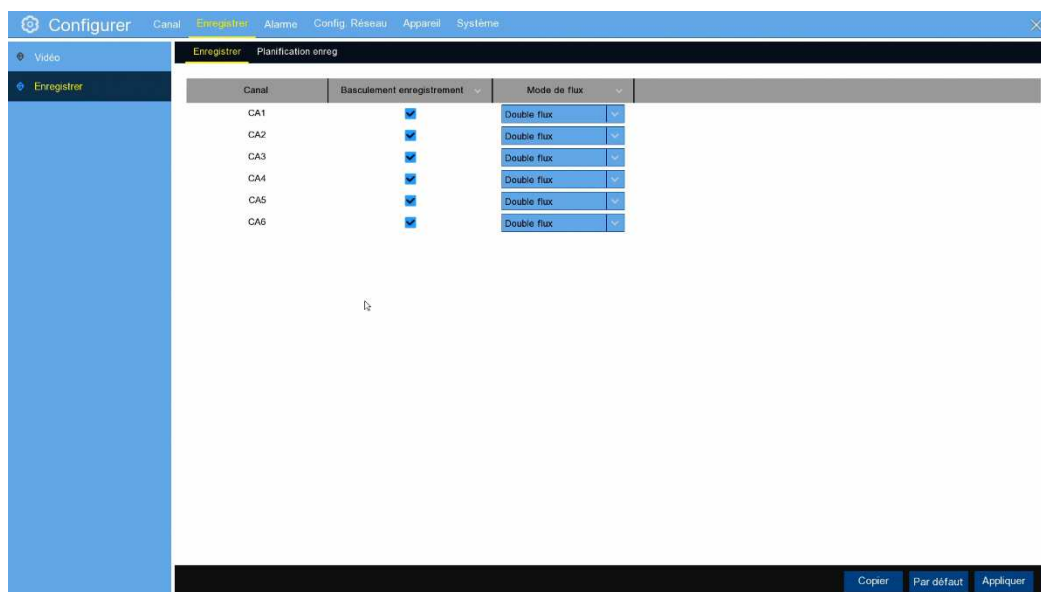 Configurer Canal Enregistrer Alarme Config. Réseau Appareil Système
Vidéo
Enregistrer
Enregistrer Planification enreg
Canal Basculement enregistrement Mode de flux
CA1 Double flux
CA2 Double flux
CA3 Double flux
CA4 Double flux
CA5 Double flux
CA6 Double flux
Copier Par défaut Appliquer